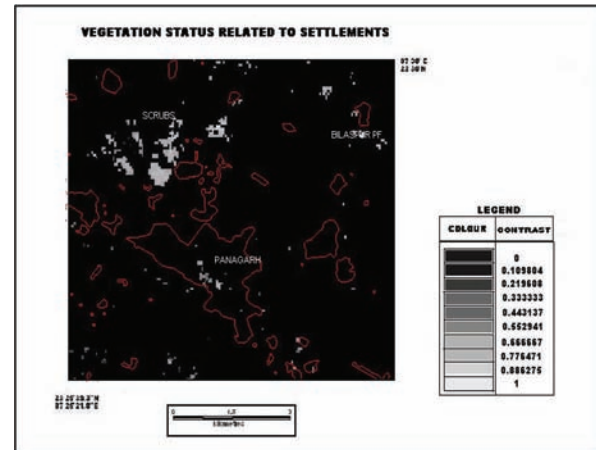 VEGETATION STATUS RELATED TO SETTLEMENTS
SCRUBS
BILASPUR PF
PANAGARH
LEGEND
COLOUR CONTRAST
0
0.109804
0.219608
0.333333
0.443137
0.552941
0.666667
0.776471
0.886275
1
0 1.5 3
Kilometres